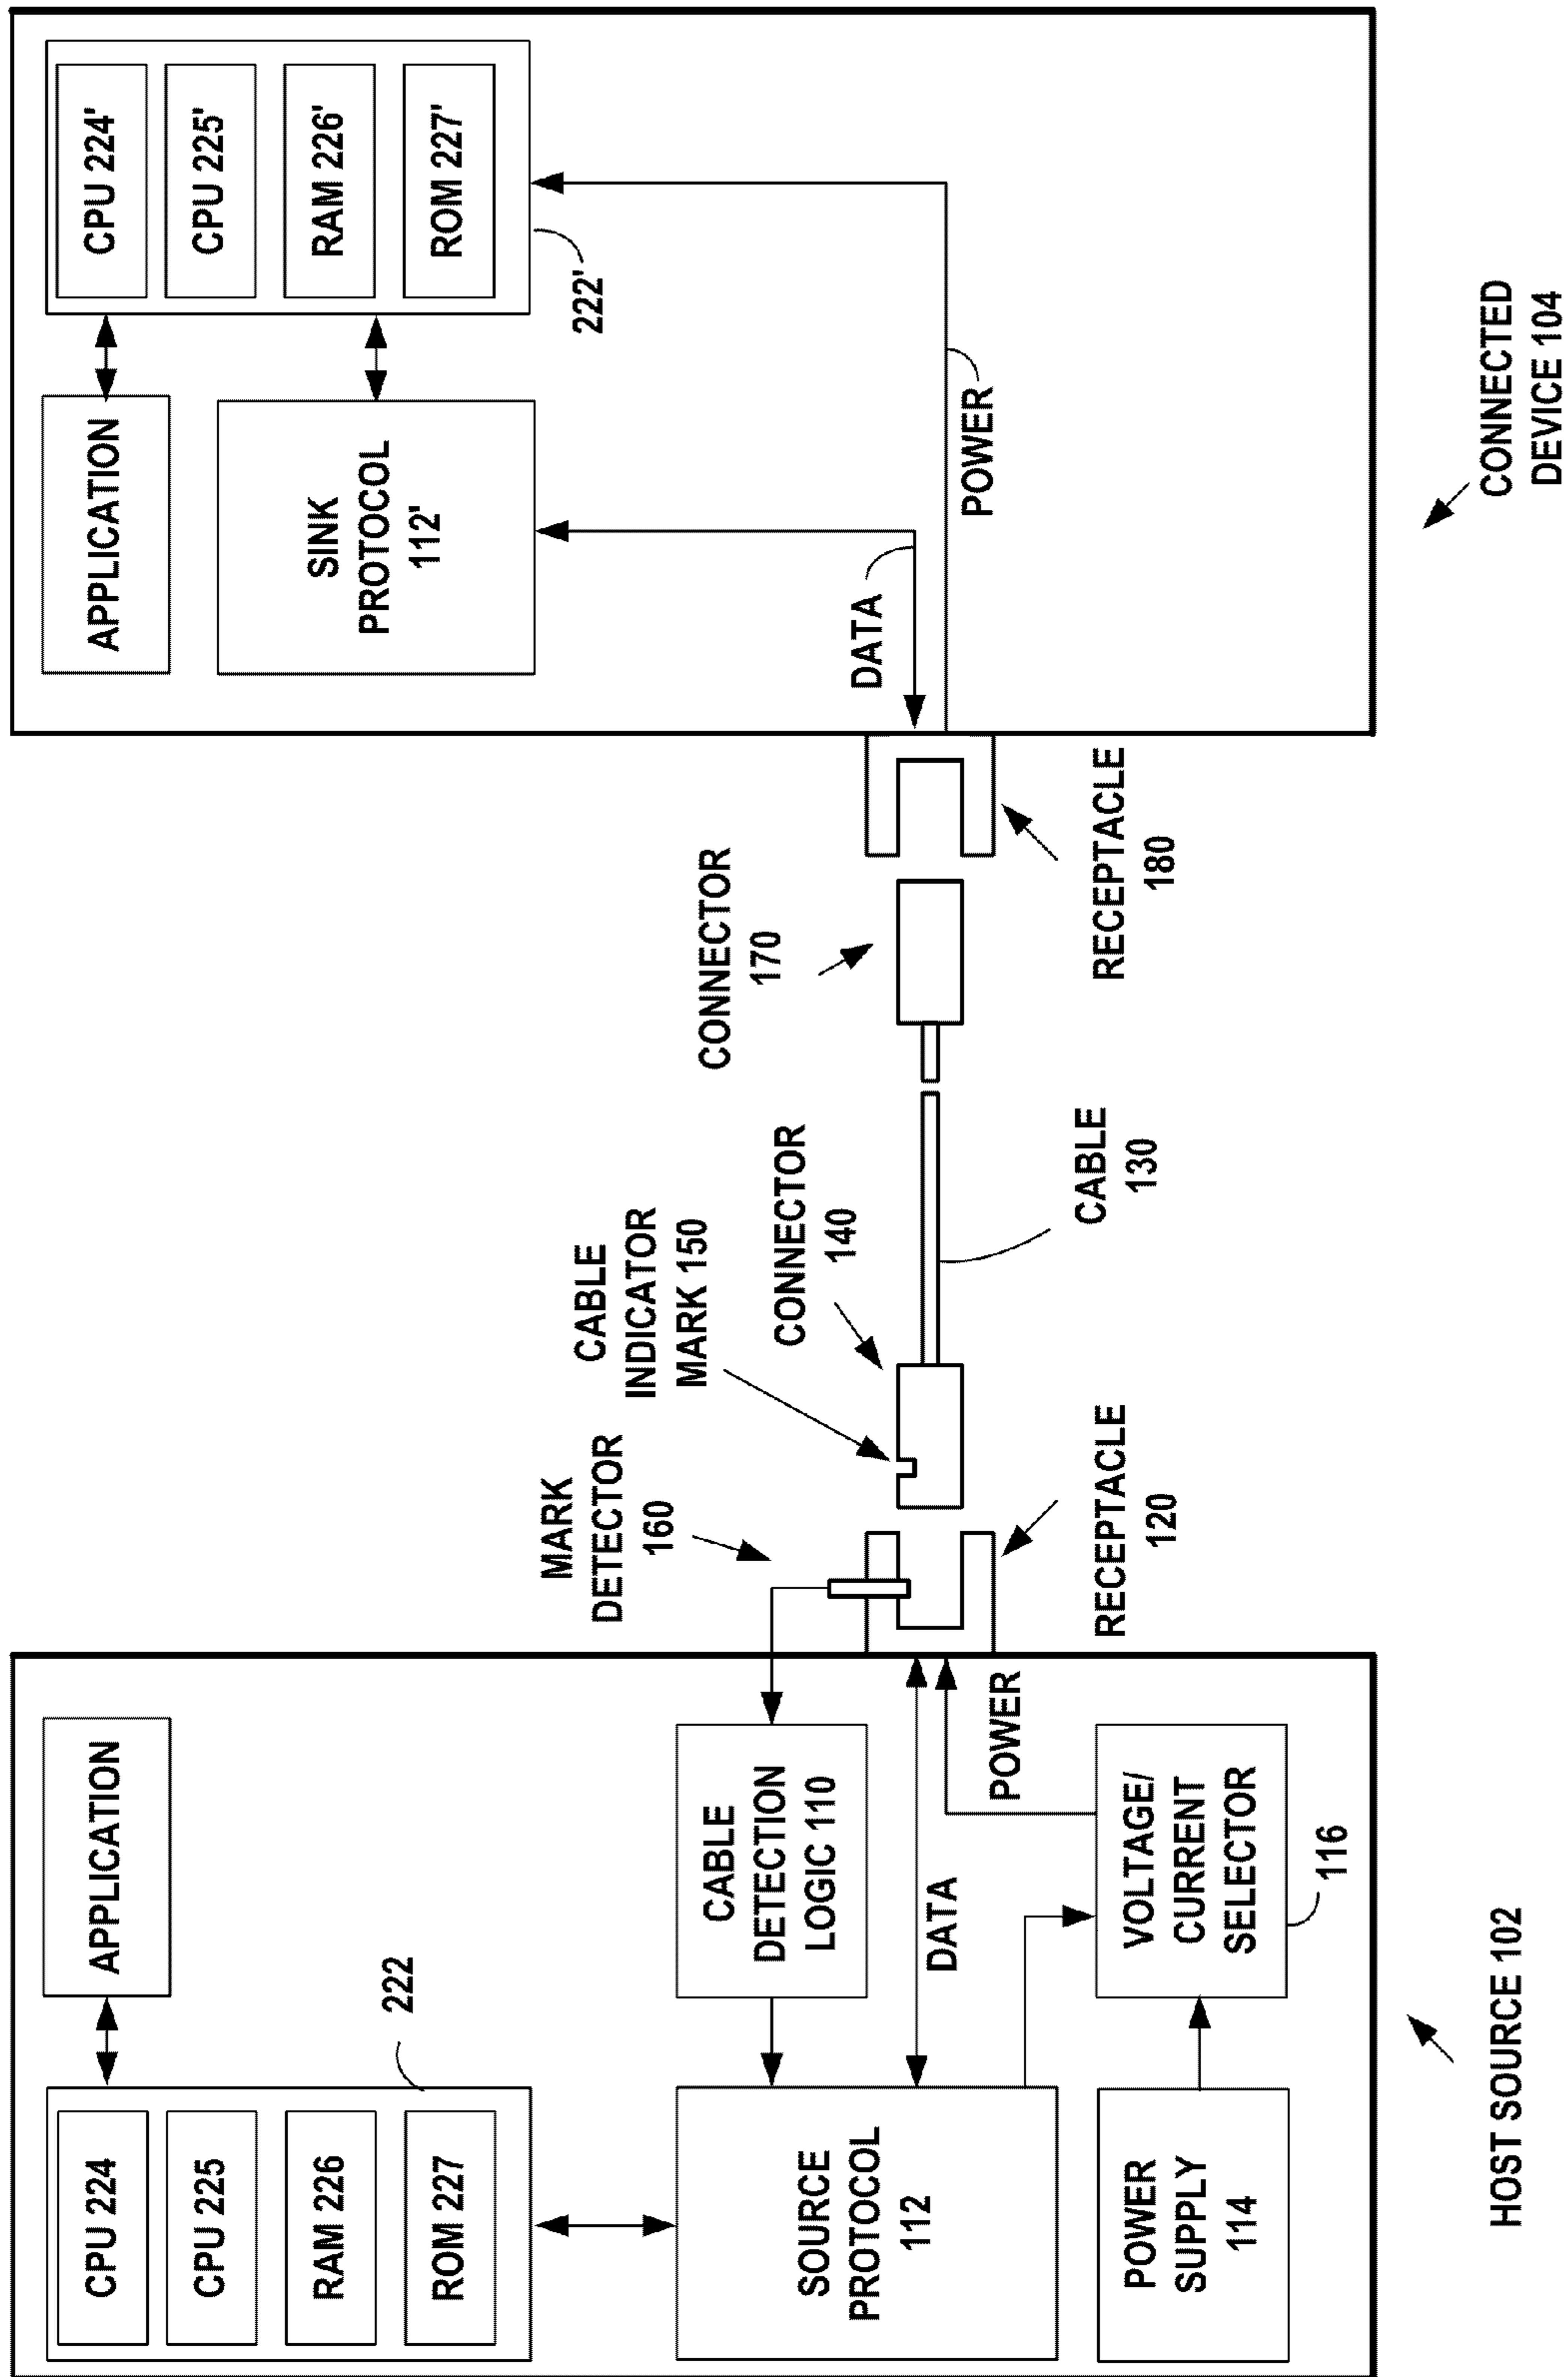 CPU 224
CPU 225
RAM 226
ROM 227
222
APPLICATION
SOURCE
PROTOCOL
112
CABLE
DETECTION
LOGIC 110
DATA
POWER
POWER
SUPPLY
114
VOLTAGE/
CURRENT
SELECTOR
116
HOST SOURCE 102
MARK
DETECTOR
160
RECEPTACLE
120
CABLE
INDICATOR
MARK 150
CONNECTOR
140
CABLE
130
CONNECTOR
170
RECEPTACLE
180
APPLICATION
SINK
PROTOCOL
112'
CPU 224'
CPU 225'
RAM 226'
ROM 227'
222'
DATA
POWER
CONNECTED
DEVICE 104